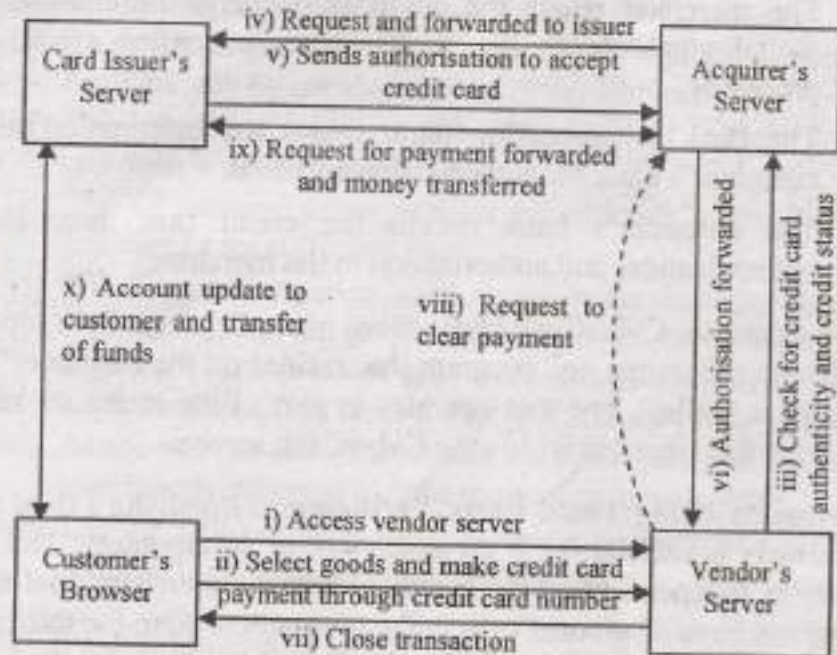 iv) Request and forwarded to issuer
Card Issuer's
Server
v) Sends authorisation to accept
credit card
Acquirer's
Server
ix) Request for payment forwarded
and money transferred
x) Account update to
customer and transfer
of funds
viii) Request to
clear payment
vi) Authorisation forwarded
iii) Check for credit card
authenticity and credit status
i) Access vendor server
Customer's
Browser
ii) Select goods and make credit card
payment through credit card number
Vendor's
Server
vii) Close transaction